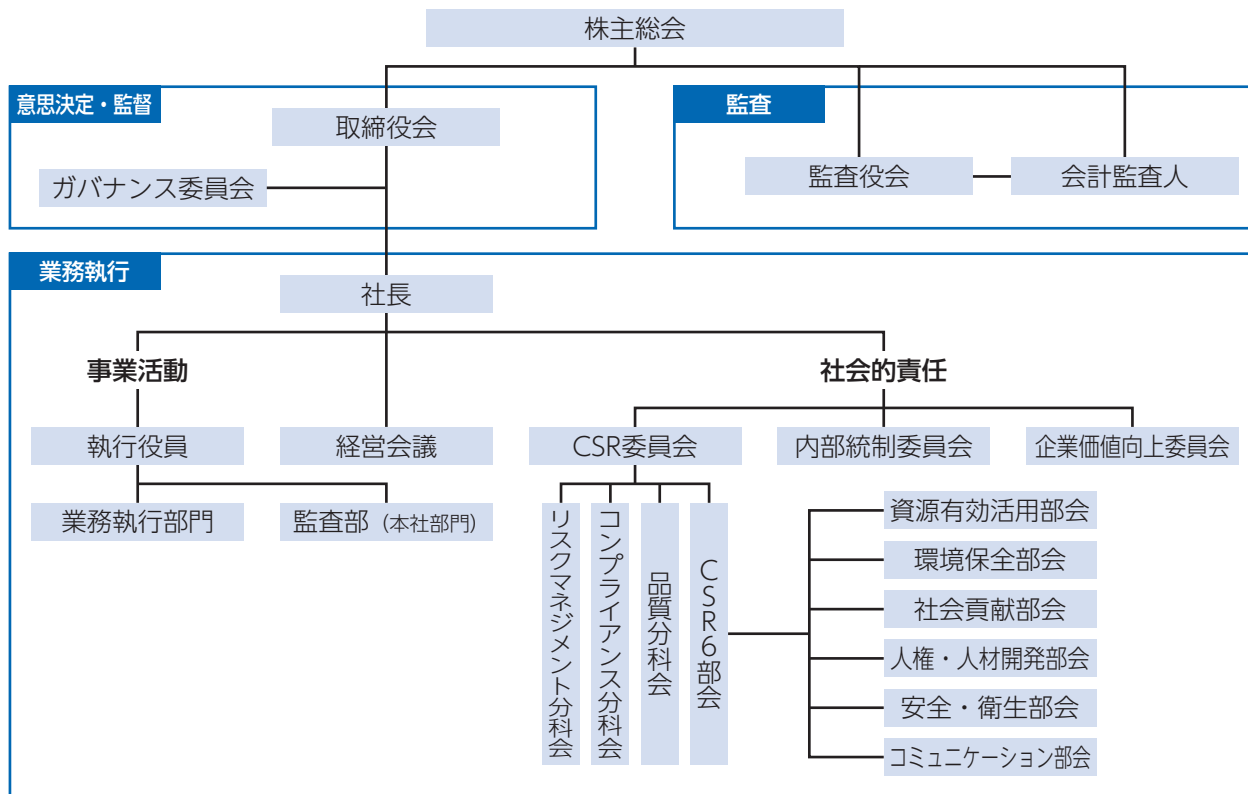 株主総会
意思決定・監督
監査
取締役会
ガバナンス委員会
監査役会
会計監査人
業務執行
社長
事業活動
社会的責任
執行役員
経営会議
CSR委員会
内部統制委員会
企業価値向上委員会
業務執行部門
監査部（本社部門）
リスクマネジメント分科会
コンプライアンス分科会
品質分科会
CSR6部会
資源有効活用部会
環境保全部会
社会貢献部会
人権・人材開発部会
安全・衛生部会
コミュニケーション部会